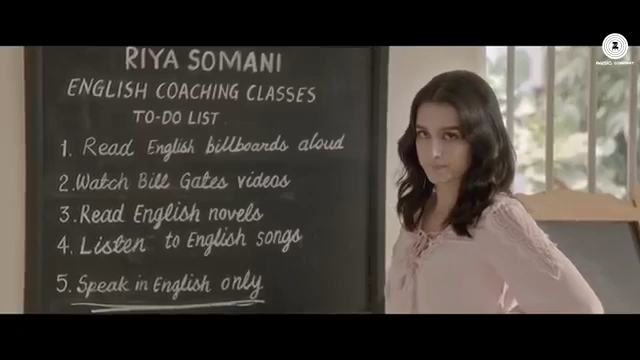 RIYA SOMANI
ENGLISH COACHING CLASSES
TO-DO LIST
1. Read English billboards aloud
2. Watch Bill Gates videos
3. Read English novels
4. Listen to English songs
5. Speak in English only